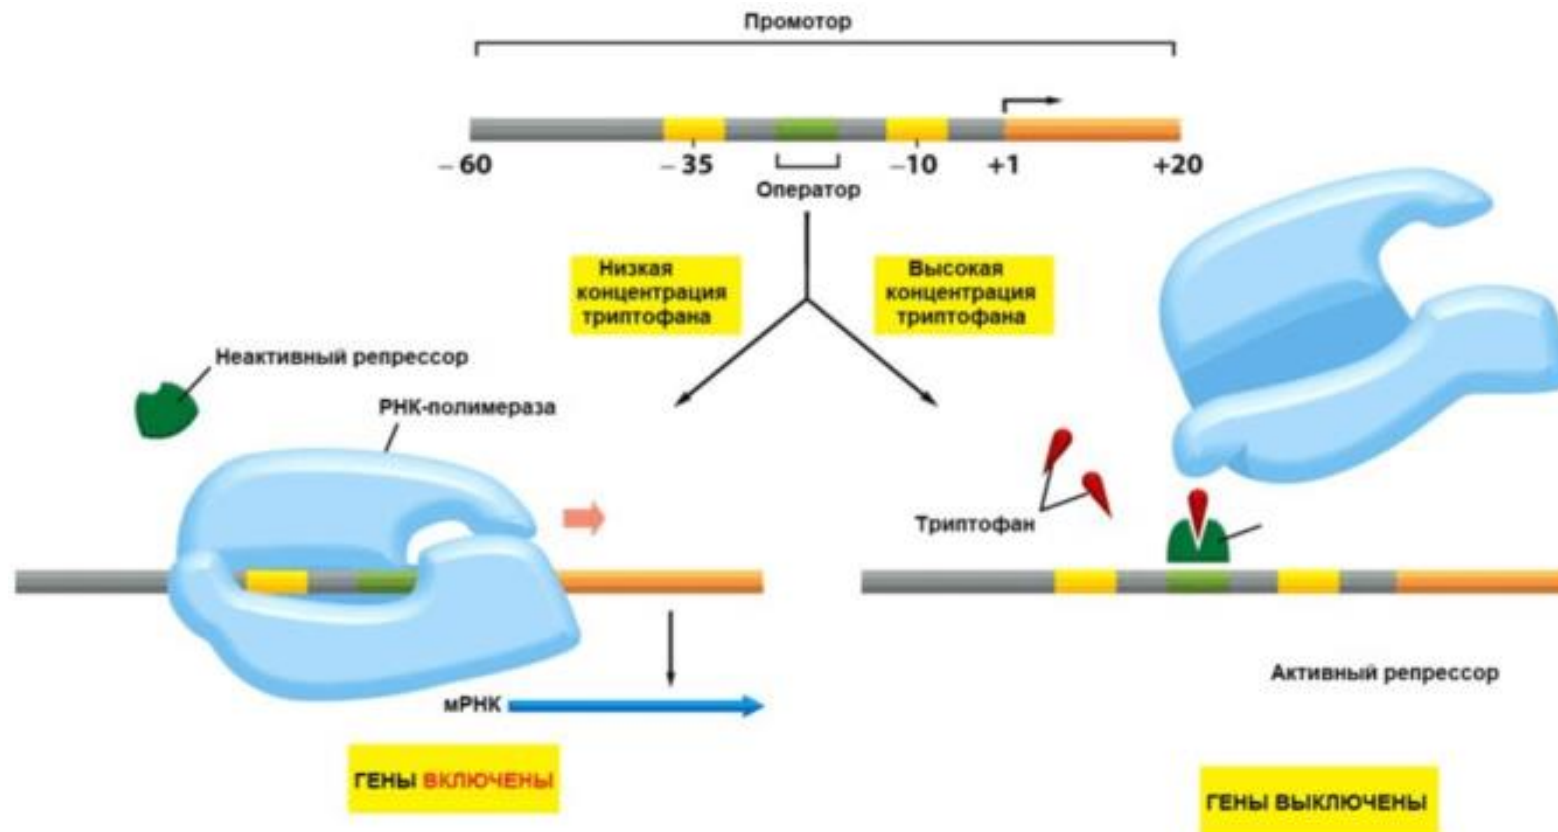 Промотор
– 60
– 35
–10
+1
+20
Оператор
Низкая
концентрация
триптофана
Высокая
концентрация
триптофана
Неактивный репрессор
РНК-полимераза
Триптофан
Активный репрессор
мРНК
ГЕНЫ ВКЛЮЧЕНЫ
ГЕНЫ ВЫКЛЮЧЕНЫ